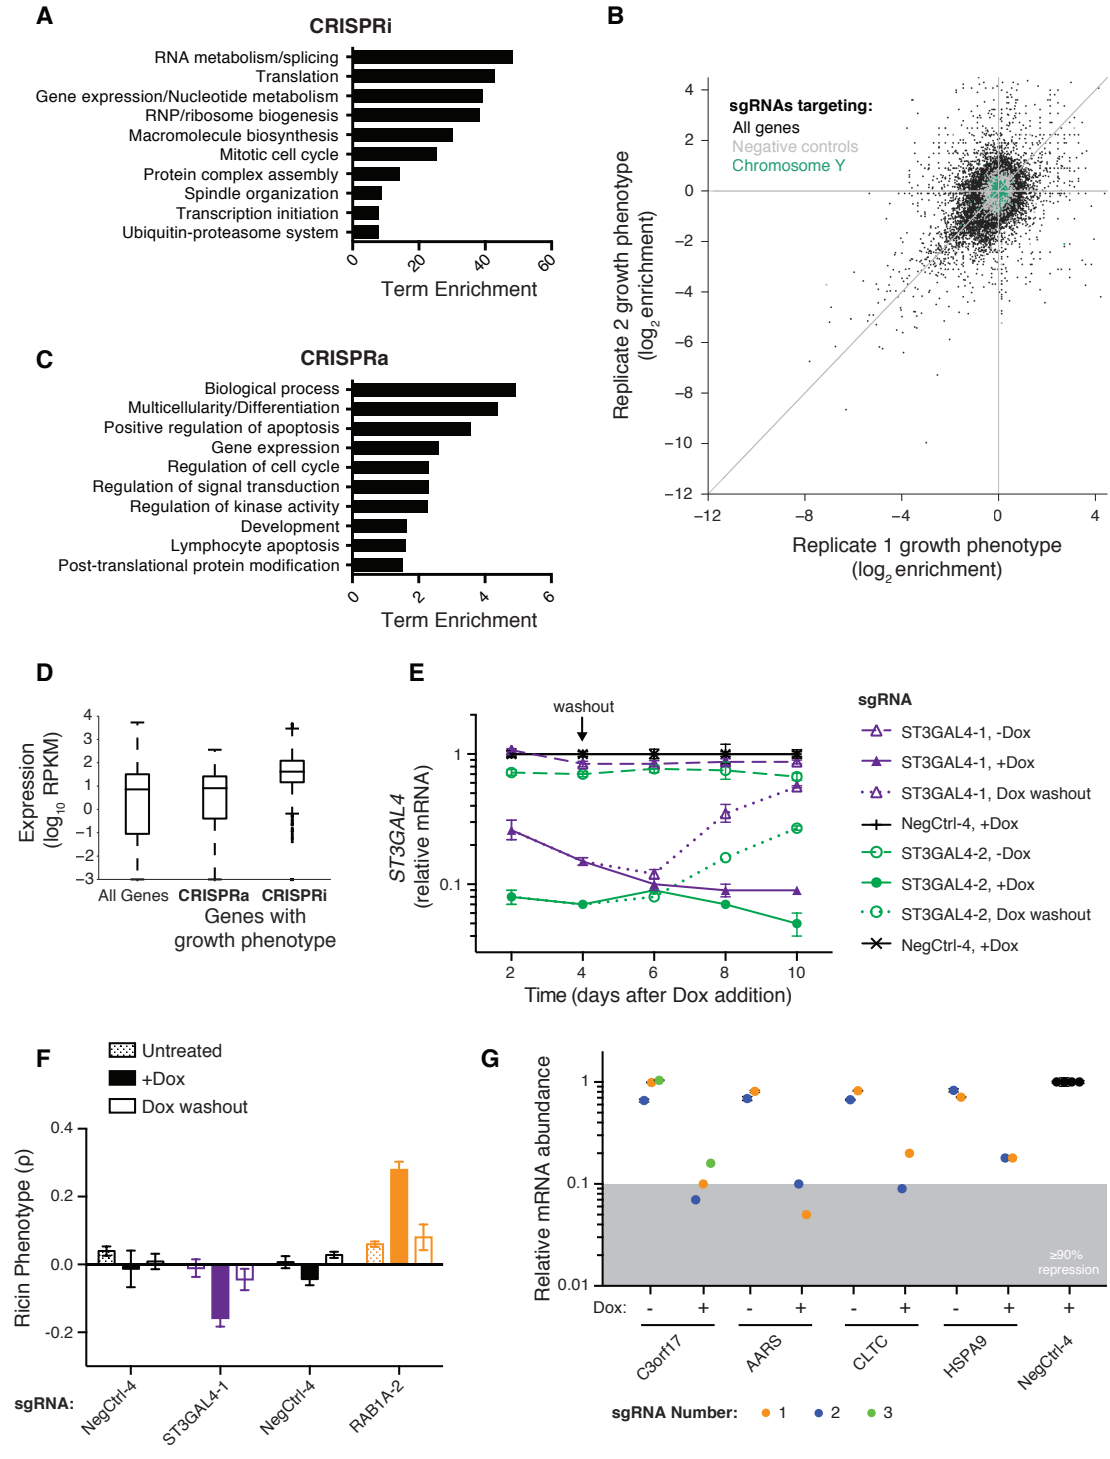 A
CRISPRi
RNA metabolism/splicing
Translation
Gene expression/Nucleotide metabolism
RNP/ribosome biogenesis
Macromolecule biosynthesis
Mitotic cell cycle
Protein complex assembly
Spindle organization
Transcription initiation
Ubiquitin-proteasome system
0 20 40 60
Term Enrichment
B
sgRNAs targeting:
All genes
Negative controls
Chromosome Y
4
2
0
−2
−4
−6
−8
−10
−12
Replicate 2 growth phenotype
(log2 enrichment)
−12 −8 −4 0 4
Replicate 1 growth phenotype
(log2 enrichment)
C
CRISPRa
Biological process
Multicellularity/Differentiation
Positive regulation of apoptosis
Gene expression
Regulation of cell cycle
Regulation of signal transduction
Regulation of kinase activity
Development
Lymphocyte apoptosis
Post-translational protein modification
0 2 4 6
Term Enrichment
D
Expression
(log10 RPKM)
4
3
2
1
0
−1
−2
−3
All Genes CRISPRa CRISPRi
Genes with
growth phenotype
E
washout
ST3GAL4
(relative mRNA)
1
0.1
2 4 6 8 10
Time (days after Dox addition)
sgRNA
ST3GAL4-1, -Dox
ST3GAL4-1, +Dox
ST3GAL4-1, Dox washout
NegCtrl-4, +Dox
ST3GAL4-2, -Dox
ST3GAL4-2, +Dox
ST3GAL4-2, Dox washout
NegCtrl-4, +Dox
F
Untreated
+Dox
Dox washout
Ricin Phenotype (ρ)
0.4
0.2
0.0
-0.2
sgRNA:
NegCtrl-4
ST3GAL4-1
NegCtrl-4
RAB1A-2
G
Relative mRNA abundance
1
0.1
0.01
≥90%
repression
Dox: - + - + - + - + +
C3orf17
AARS
CLTC
HSPA9
NegCtrl-4
sgRNA Number: 1 2 3